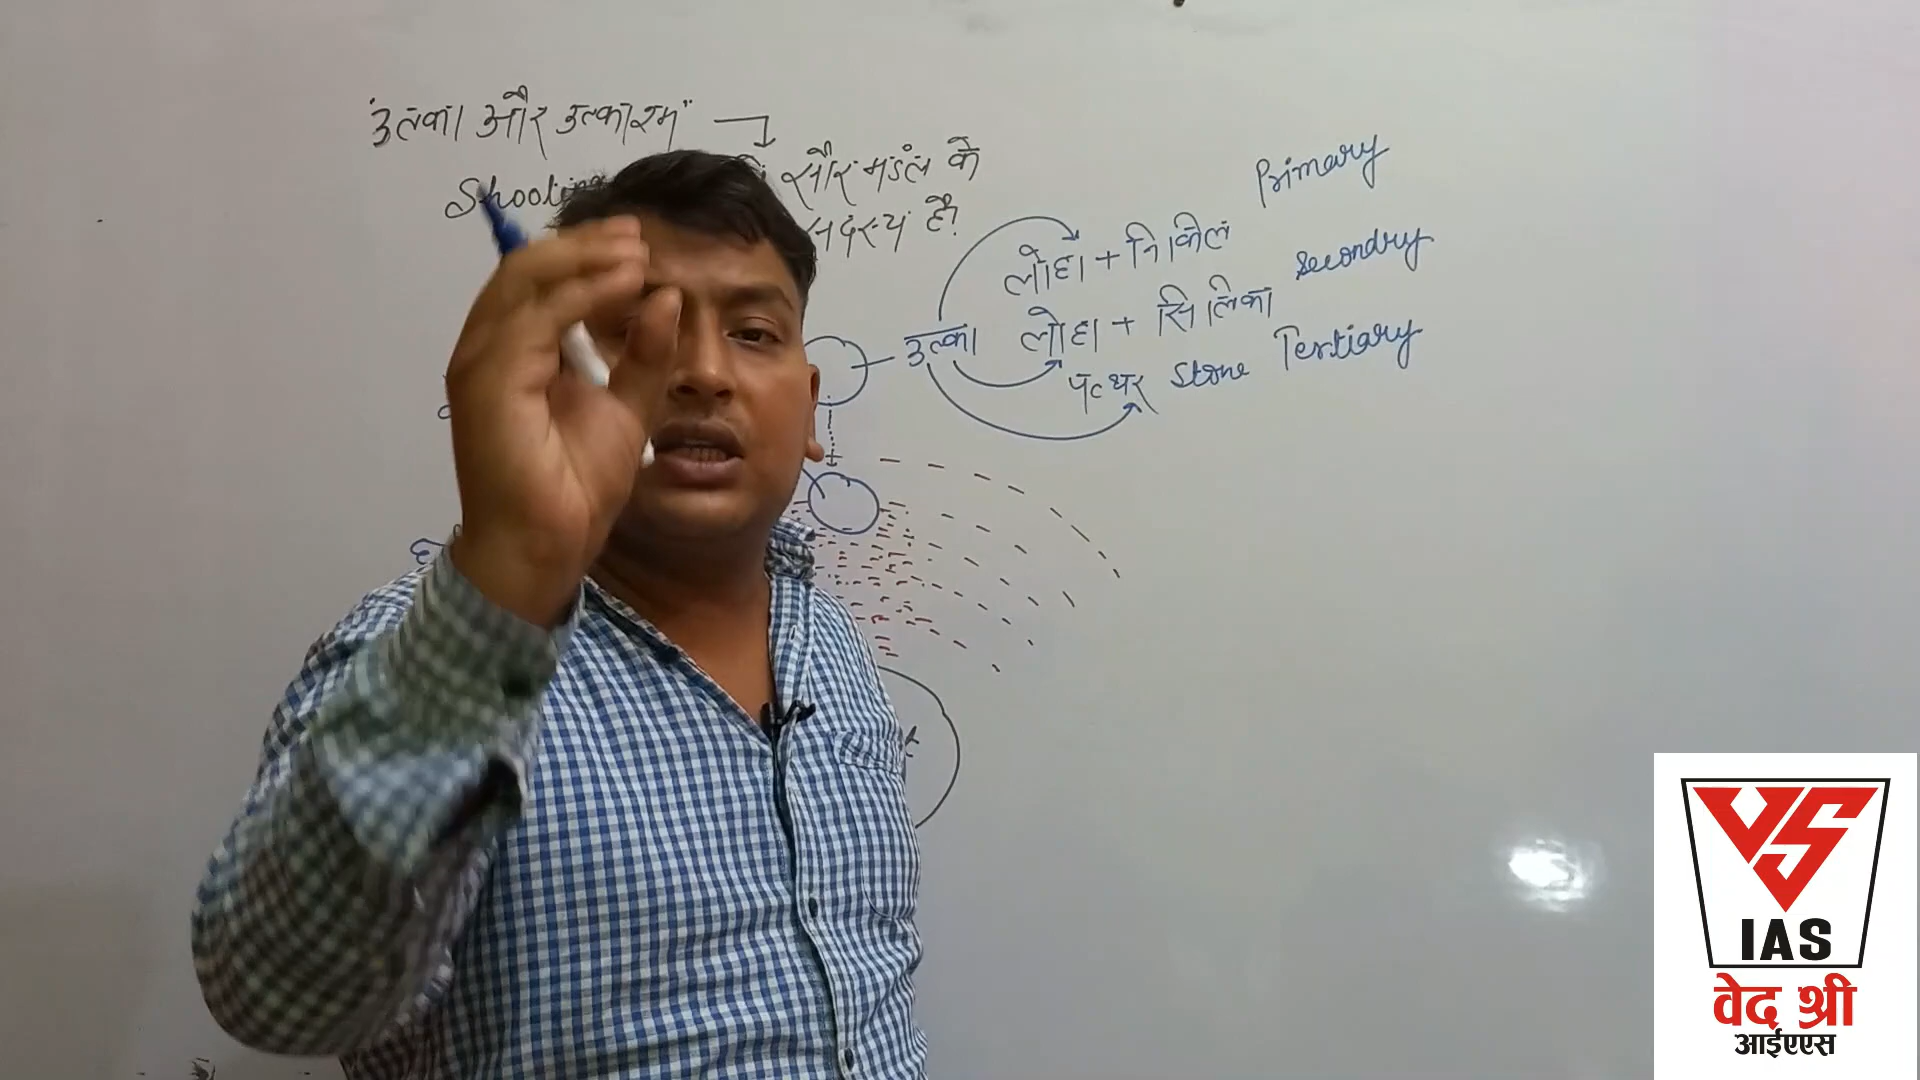 "उल्का और उल्काश्म"
Shooting
सौर मंडल के
सदस्य है?
लोहा + निकिल Primary
उल्का
लोहा + सिलिका Secondry
पत्थर Stone Tertiary
VS
IAS
वेद श्री
आईएएस